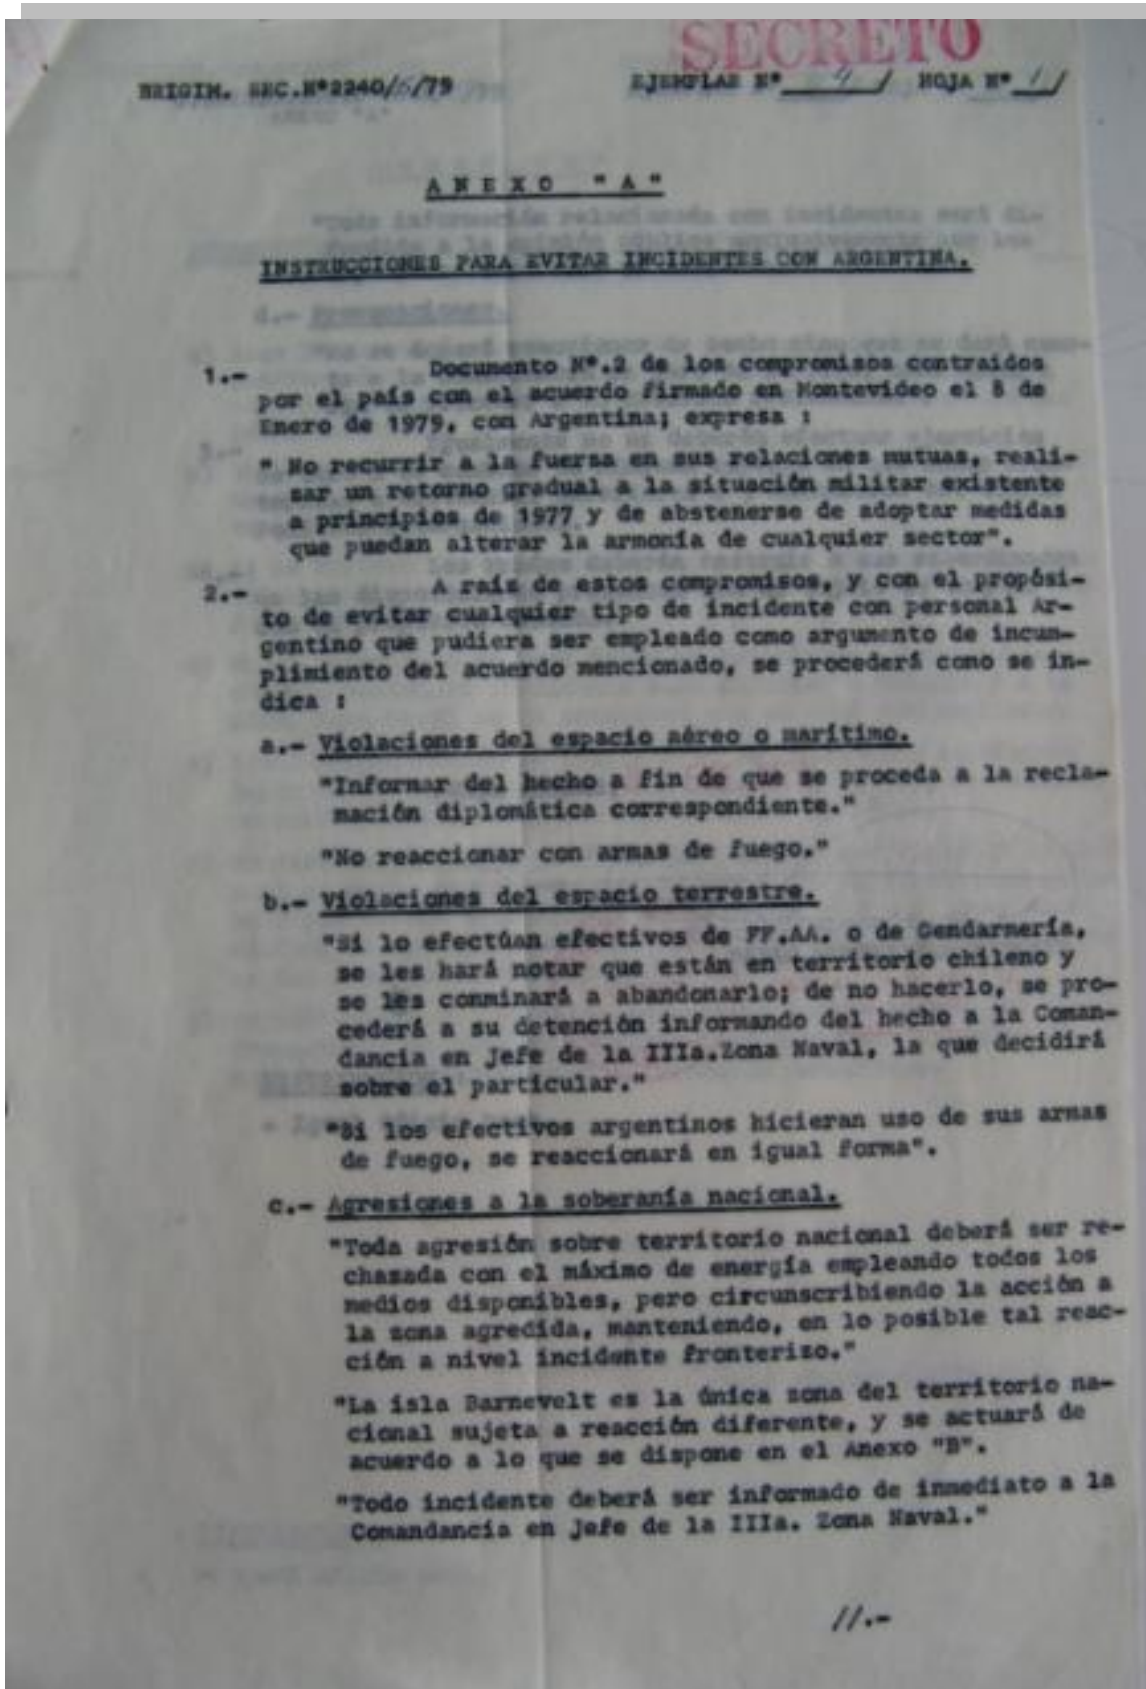 SECRETO
BRIGIM. SEC.Nº2240/6/79 EJEMPLAR Nº 4 / HOJA Nº 1 /
A N E X O "A"
INSTRUCCIONES PARA EVITAR INCIDENTES CON ARGENTINA.
1.- Documento Nº.2 de los compromisos contraidos
por el país con el acuerdo firmado en Montevideo el 8 de
Enero de 1979, con Argentina; expresa :
" No recurrir a la fuersa en sus relaciones mutuas, reali-
sar un retorno gradual a la situación militar existente
a principios de 1977 y de abstenerse de adoptar medidas
que puedan alterar la armonía de cualquier sector".
2.- A raís de estos compromisos, y con el propósi-
to de evitar cualquier tipo de incidente con personal Ar-
gentino que pudiera ser empleado como argumento de incum-
plimiento del acuerdo mencionado, se procederá como se in-
dica :
a.- Violaciones del espacio aéreo o marítimo.
"Informar del hecho a fin de que se proceda a la recla-
mación diplomática correspondiente."
"No reaccionar con armas de fuego."
b.- Violaciones del espacio terrestre.
"Si lo efectúan efectivos de FF.AA. o de Gendarmería,
se les hará notar que están en territorio chileno y
se les conminará a abandonarlo; de no hacerlo, se pro-
cederá a su detención informando del hecho a la Coman-
dancia en Jefe de la IIIa.Zona Naval, la que decidirá
sobre el particular."
"Si los efectivos argentinos hicieran uso de sus armas
de fuego, se reaccionará en igual forma".
c.- Agresiones a la soberanía nacional.
"Toda agresión sobre territorio nacional deberá ser re-
chasada con el máximo de energía empleando todos los
medios disponibles, pero circunscribiendo la acción a
la zona agredida, manteniendo, en lo posible tal reac-
ción a nivel incidente fronteriso."
"La isla Barnevelt es la única zona del territorio na-
cional sujeta a reacción diferente, y se actuará de
acuerdo a lo que se dispone en el Anexo "B".
"Todo incidente deberá ser informado de inmediato a la
Comandancia en Jefe de la IIIa. Zona Naval."
//.-